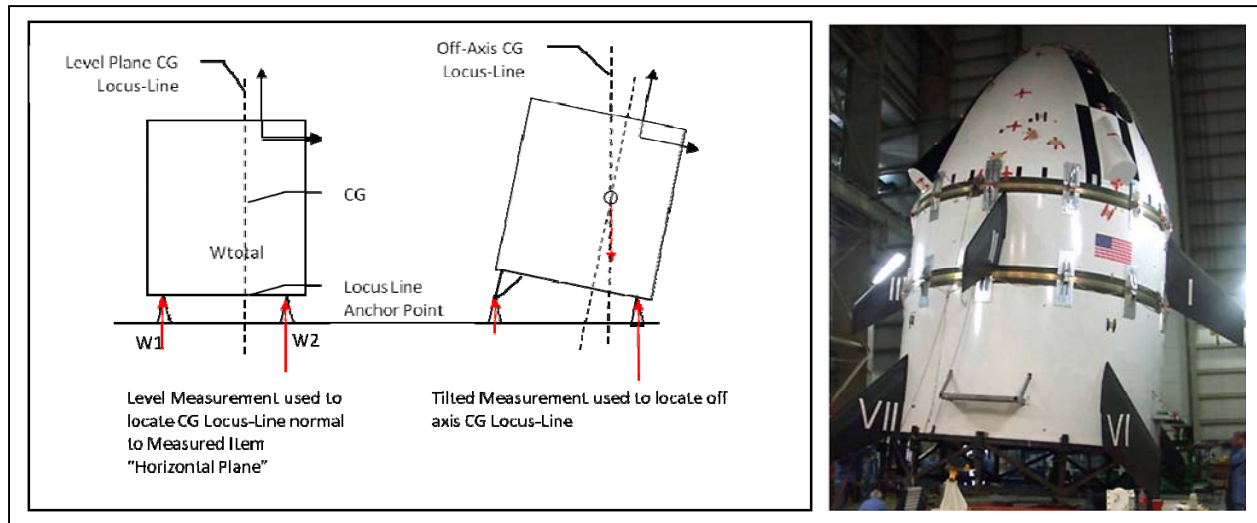 Level Plane CG
Locus-Line
CG
Wtotal
Locus Line
Anchor Point
W1
W2
Level Measurement used to
locate CG Locus-Line normal
to Measured Item
"Horizontal Plane"
Off-Axis CG
Locus-Line
Tilted Measurement used to locate off
axis CG Locus-Line
II
III
I
VII
VI